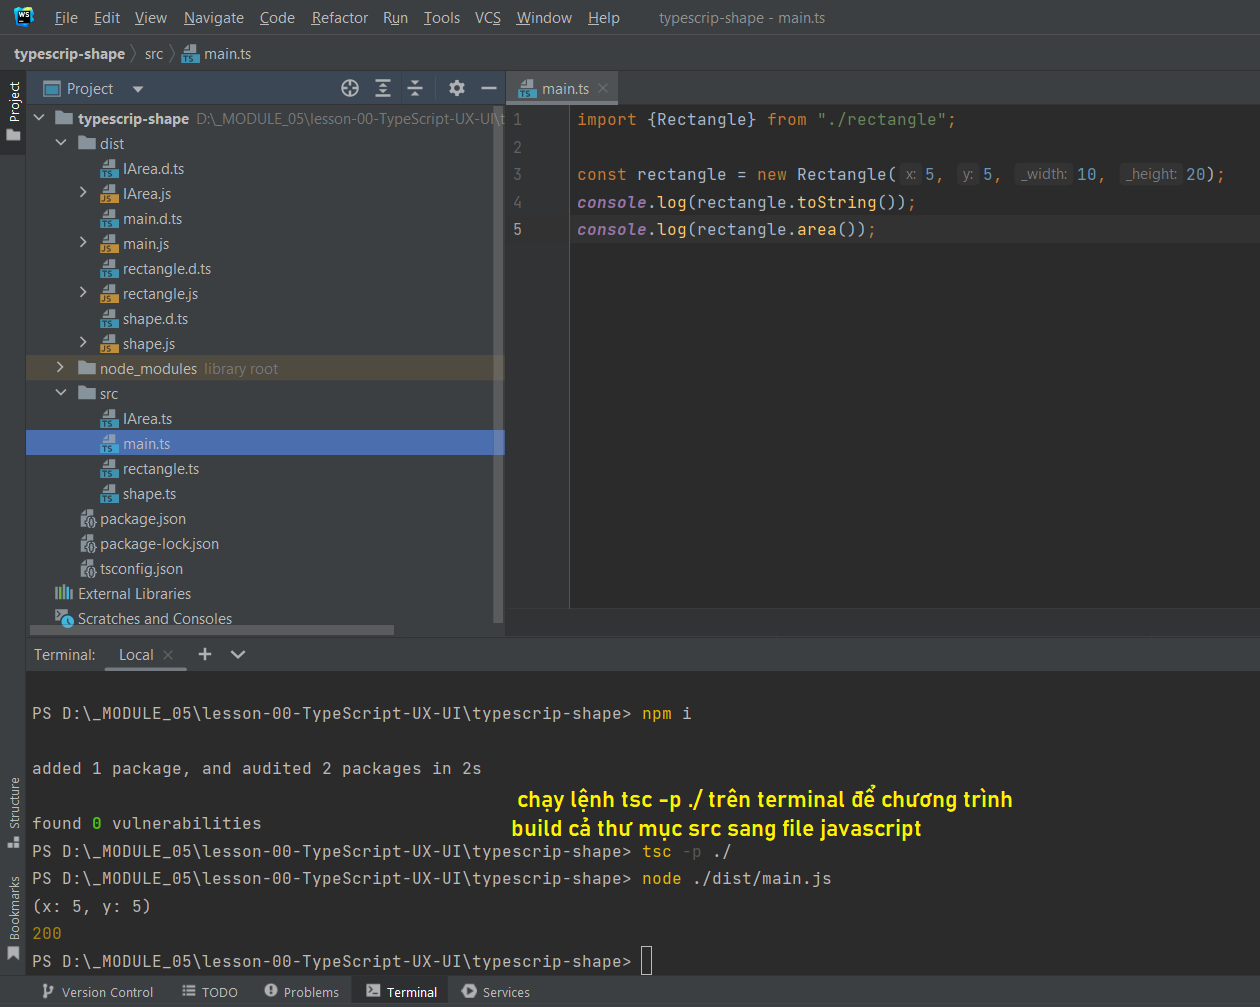 File Edit View Navigate Code Refactor Run Tools VCS Window Help typescrip-shape - main.ts
typescrip-shape src main.ts
Project
Project
main.ts
typescrip-shape D:\_MODULE_05\lesson-00-TypeScript-UX-UI\t
dist
IArea.d.ts
IArea.js
main.d.ts
main.js
rectangle.d.ts
rectangle.js
shape.d.ts
shape.js
node_modules library root
src
IArea.ts
main.ts
rectangle.ts
shape.ts
package.json
package-lock.json
tsconfig.json
External Libraries
Scratches and Consoles
1 import {Rectangle} from "./rectangle";
2
3 const rectangle = new Rectangle( x: 5, y: 5, _width: 10, _height: 20);
4 console.log(rectangle.toString());
5 console.log(rectangle.area());
Terminal: Local
PS D:\_MODULE_05\lesson-00-TypeScript-UX-UI\typescrip-shape> npm i
added 1 package, and audited 2 packages in 2s
chạy lệnh tsc -p ./ trên terminal để chương trình
build cả thư mục src sang file javascript
found 0 vulnerabilities
PS D:\_MODULE_05\lesson-00-TypeScript-UX-UI\typescrip-shape> tsc -p ./
PS D:\_MODULE_05\lesson-00-TypeScript-UX-UI\typescrip-shape> node ./dist/main.js
(x: 5, y: 5)
200
PS D:\_MODULE_05\lesson-00-TypeScript-UX-UI\typescrip-shape>
Structure
Bookmarks
Version Control TODO Problems Terminal Services